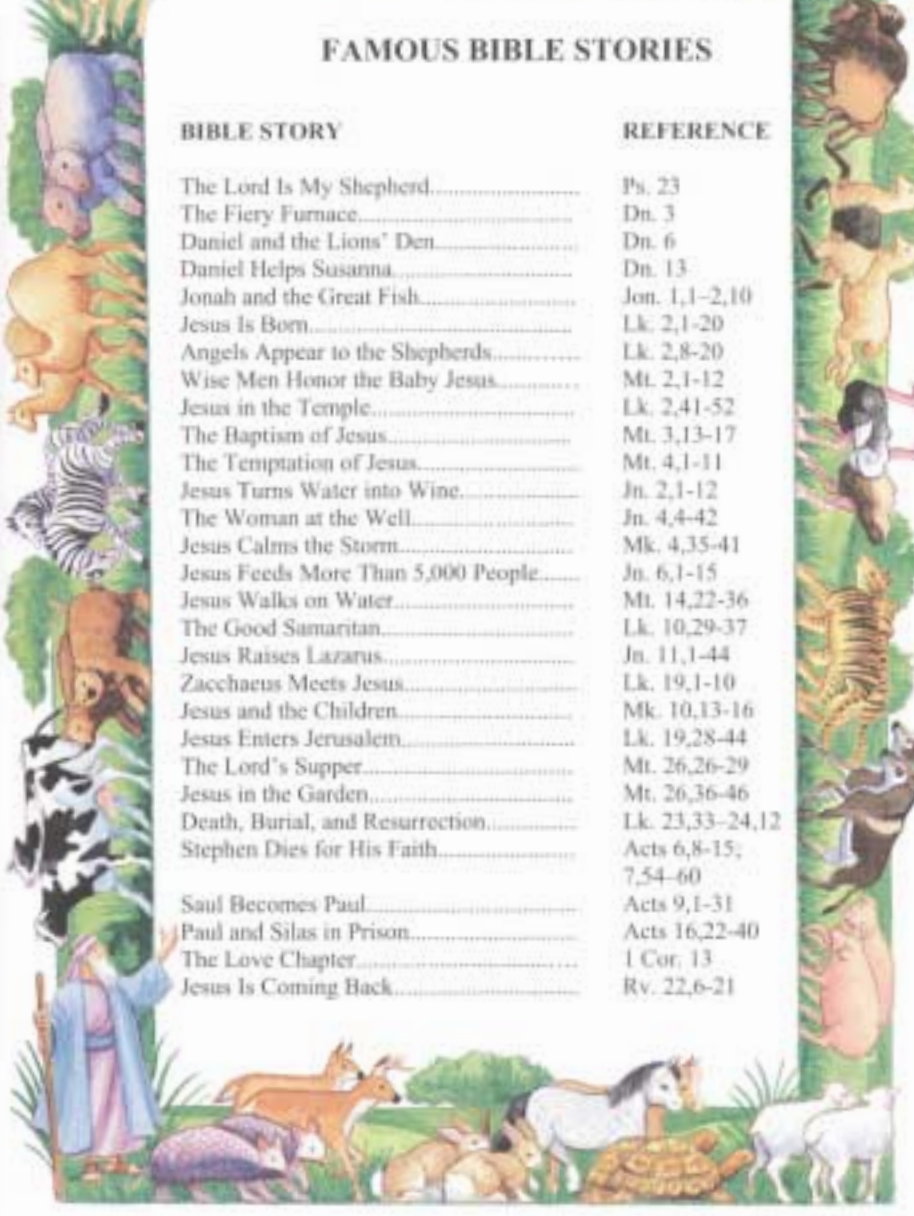 FAMOUS BIBLE STORIES
BIBLE STORY REFERENCE
The Lord Is My Shepherd............................ Ps. 23
The Fiery Furnace............................ Dn. 3
Daniel and the Lions' Den............................ Dn. 6
Daniel Helps Susanna............................ Dn. 13
Jonah and the Great Fish............................ Jon. 1,1–2,10
Jesus Is Born............................ Lk. 2,1-20
Angels Appear to the Shepherds................ Lk. 2,8-20
Wise Men Honor the Baby Jesus............... Mt. 2,1-12
Jesus in the Temple............................ Lk. 2,41-52
The Baptism of Jesus............................ Mt. 3,13-17
The Temptation of Jesus............................ Mt. 4,1-11
Jesus Turns Water into Wine..................... Jn. 2,1-12
The Woman at the Well............................ Jn. 4,4-42
Jesus Calms the Storm............................ Mk. 4,35-41
Jesus Feeds More Than 5,000 People....... Jn. 6,1-15
Jesus Walks on Water............................ Mt. 14,22-36
The Good Samaritan............................ Lk. 10,29-37
Jesus Raises Lazarus............................ Jn. 11,1-44
Zacchaeus Meets Jesus............................ Lk. 19,1-10
Jesus and the Children............................ Mk. 10,13-16
Jesus Enters Jerusalem............................ Lk. 19,28-44
The Lord's Supper............................ Mt. 26,26-29
Jesus in the Garden............................ Mt. 26,36-46
Death, Burial, and Resurrection................ Lk. 23,33–24,12
Stephen Dies for His Faith........................ Acts 6,8-15;
7,54–60
Saul Becomes Paul............................ Acts 9,1-31
Paul and Silas in Prison............................ Acts 16,22-40
The Love Chapter............................ 1 Cor. 13
Jesus Is Coming Back............................ Rv. 22,6-21